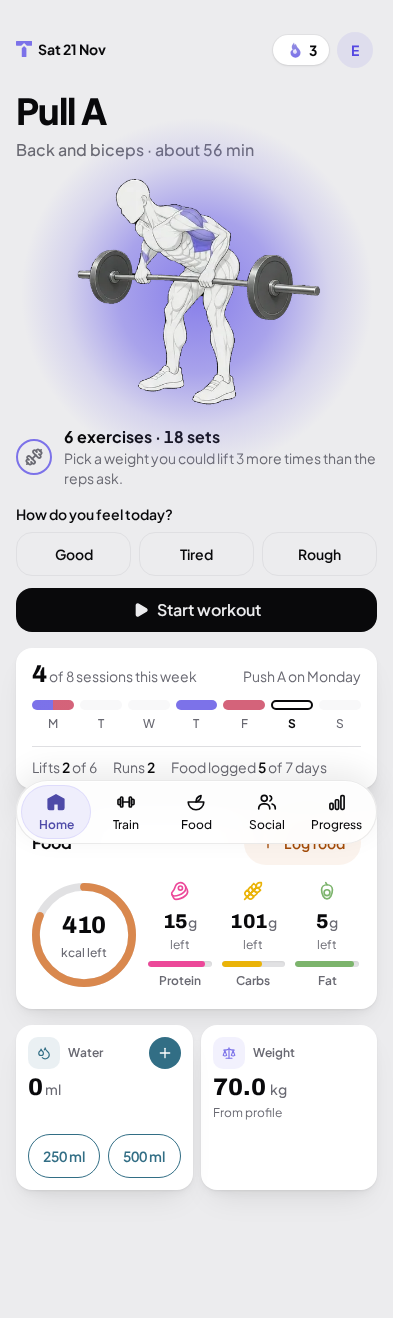 Sat 21 Nov
3
E
Pull A
Back and biceps · about 56 min
6 exercises · 18 sets
Pick a weight you could lift 3 more times than the
reps ask.
How do you feel today?
Good Tired Rough
Start workout
4 of 8 sessions this week Push A on Monday
M T W T F S S
Lifts 2 of 6 Runs 2 Food logged 5 of 7 days
Home Train Food Social Progress
Food Log food
410
kcal left
15g 101g 5g
left left left
Protein Carbs Fat
Water Weight
0 ml 70.0 kg
From profile
250 ml 500 ml